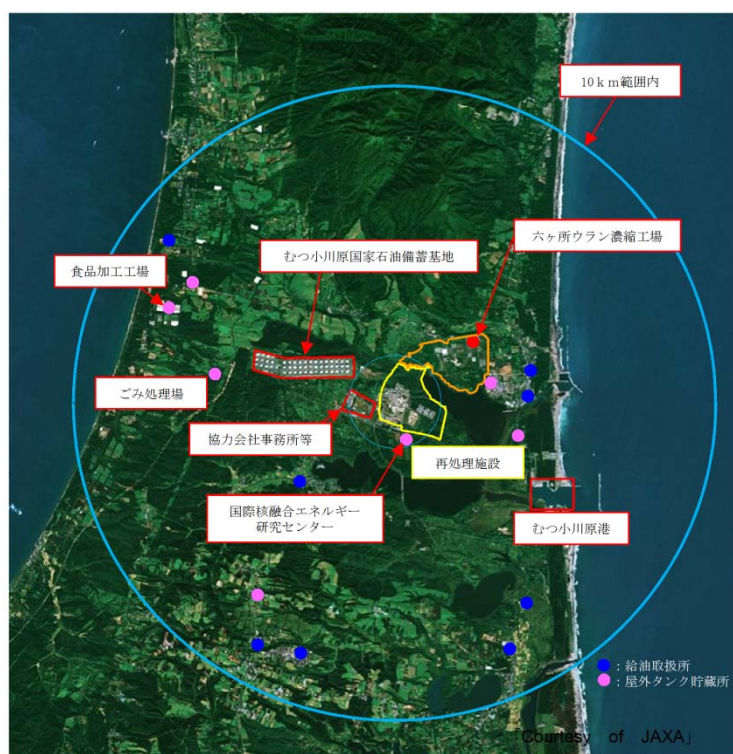 10ｋｍ範囲内
六ヶ所ウラン濃縮工場
むつ小川原国家石油備蓄基地
食品加工工場
ごみ処理場
協力会社事務所等
再処理施設
国際核融合エネルギー
研究センター
むつ小川原港
：給油取扱所
：屋外タンク貯蔵所
「Courtesy of JAXA」